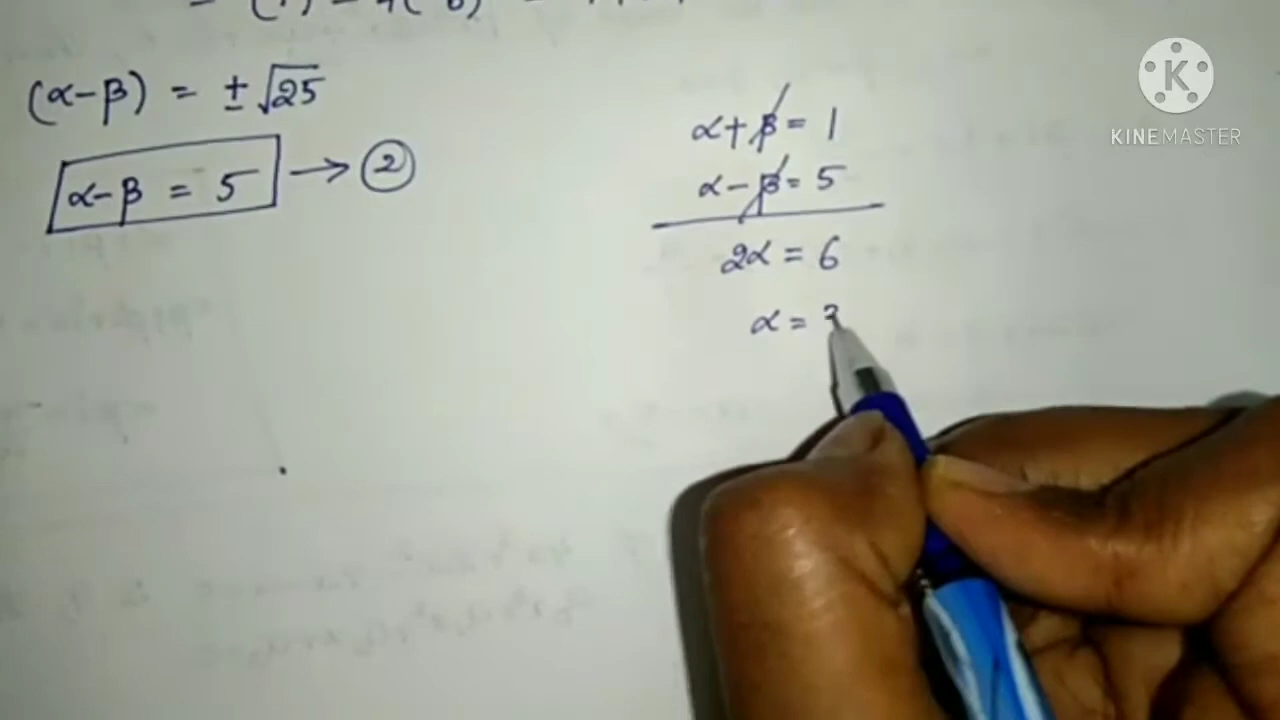 (α-β) = ±√25
α-β = 5 → ②
α+β = 1
α-β = 5
2α = 6
α = 3
K
KINEMASTER